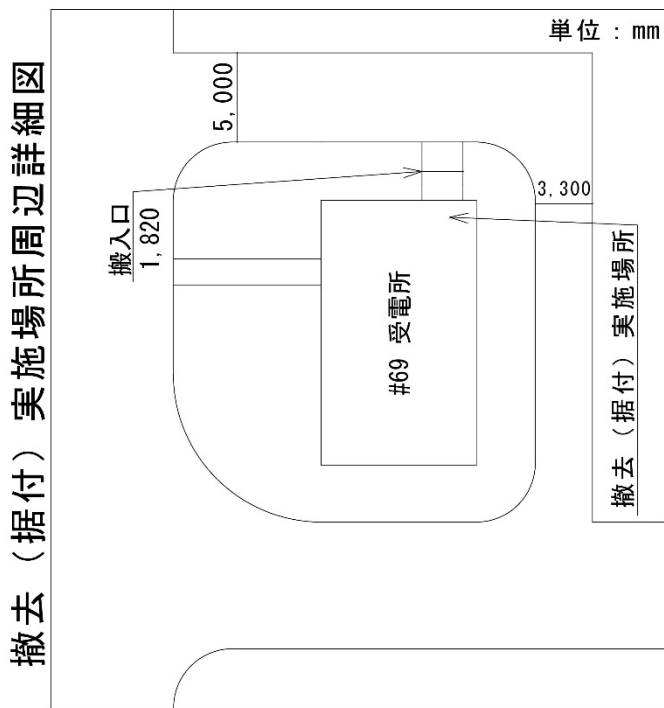 撤去（据付）実施場所周辺詳細図
単位：mm
5,000
搬入口
1,820
3,300
#69 受電所
撤去（据付）実施場所